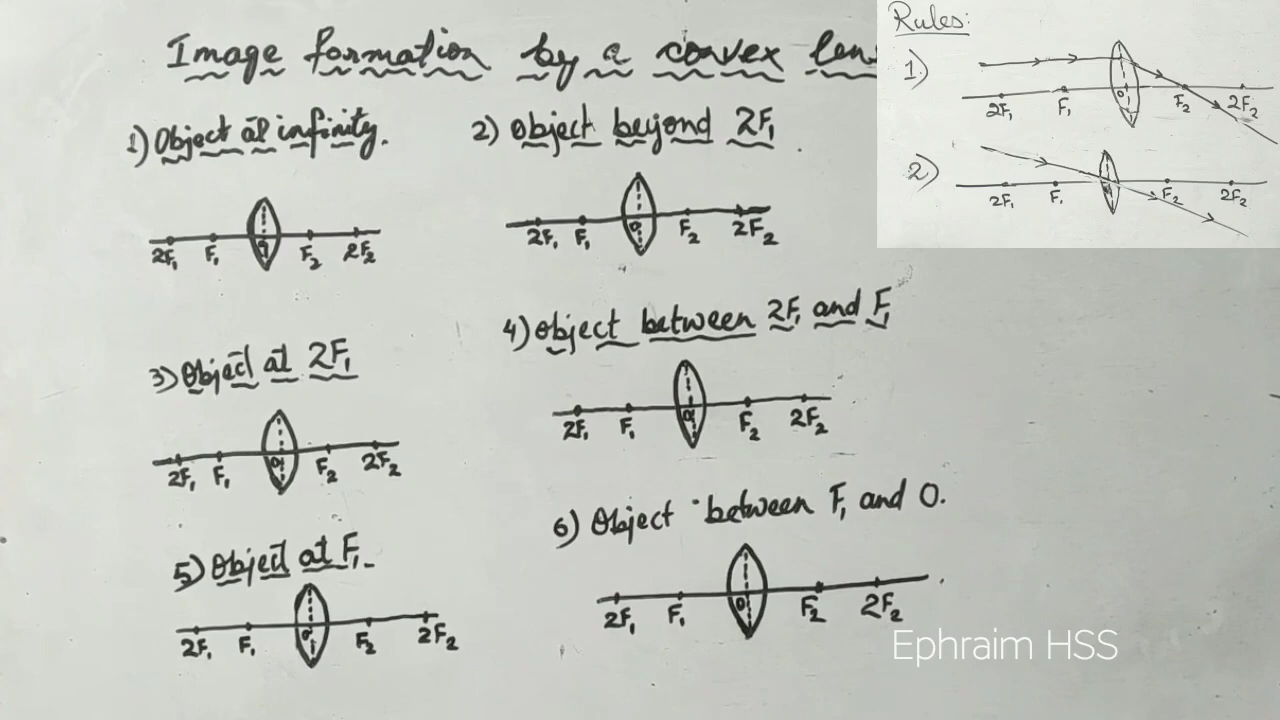 Image formation by a convex lens
1) Object at infinity.
2F₁ F₁ O F₂ 2F₂
2) Object beyond 2F₁
2F₁ F₁ O F₂ 2F₂
3) Object at 2F₁
2F₁ F₁ O F₂ 2F₂
4) Object between 2F₁ and F₁
2F₁ F₁ O F₂ 2F₂
5) Object at F₁
2F₁ F₁ O F₂ 2F₂
6) Object between F₁ and O.
2F₁ F₁ O F₂ 2F₂
Rules:
1)
2F₁ F₁ O F₂ 2F₂
2)
2F₁ F₁ F₂ 2F₂
Ephraim HSS